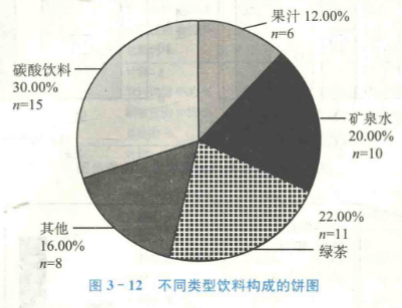 果汁 12.00%
n=6
矿泉水
20.00%
n=10
22.00%
n=11
绿茶
其他
16.00%
n=8
碳酸饮料
30.00%
n=15
图 3-12 不同类型饮料构成的饼图